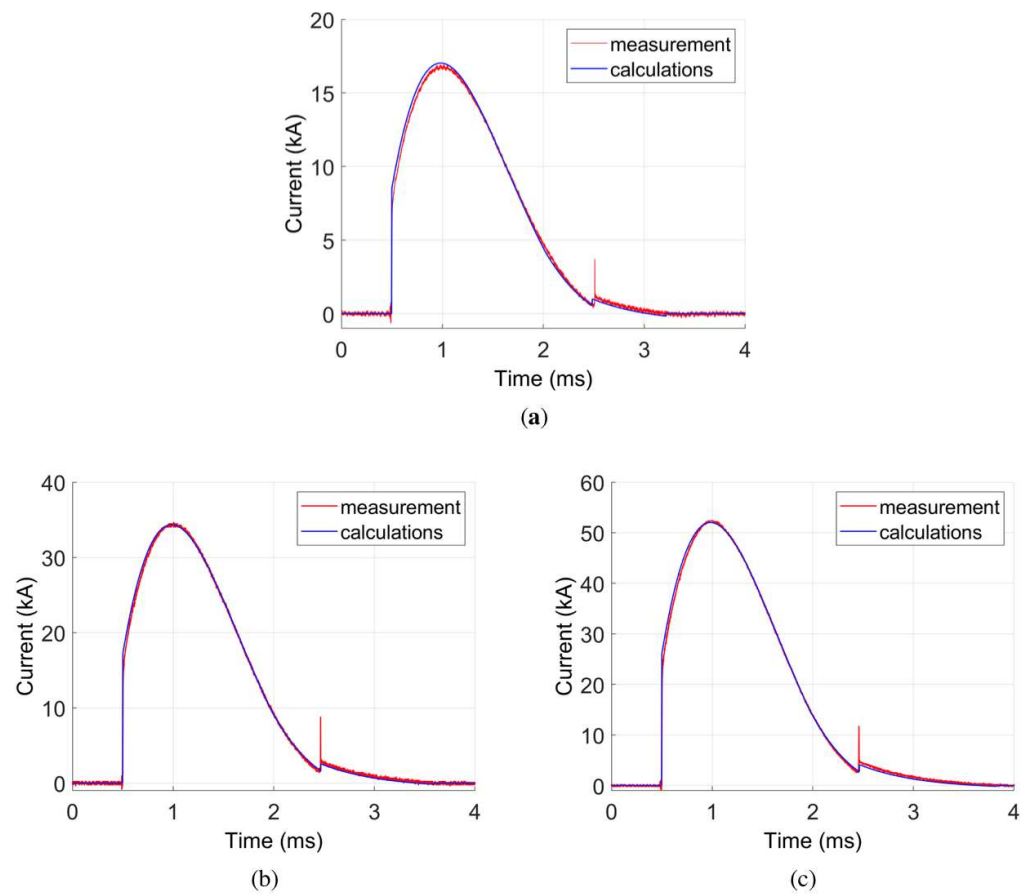 20
15
10
5
0
Current (kA)
measurement
calculations
0 1 2 3 4
Time (ms)
(a)
40
30
20
10
0
Current (kA)
measurement
calculations
0 1 2 3 4
Time (ms)
(b)
60
50
40
30
20
10
0
Current (kA)
measurement
calculations
0 1 2 3 4
Time (ms)
(c)